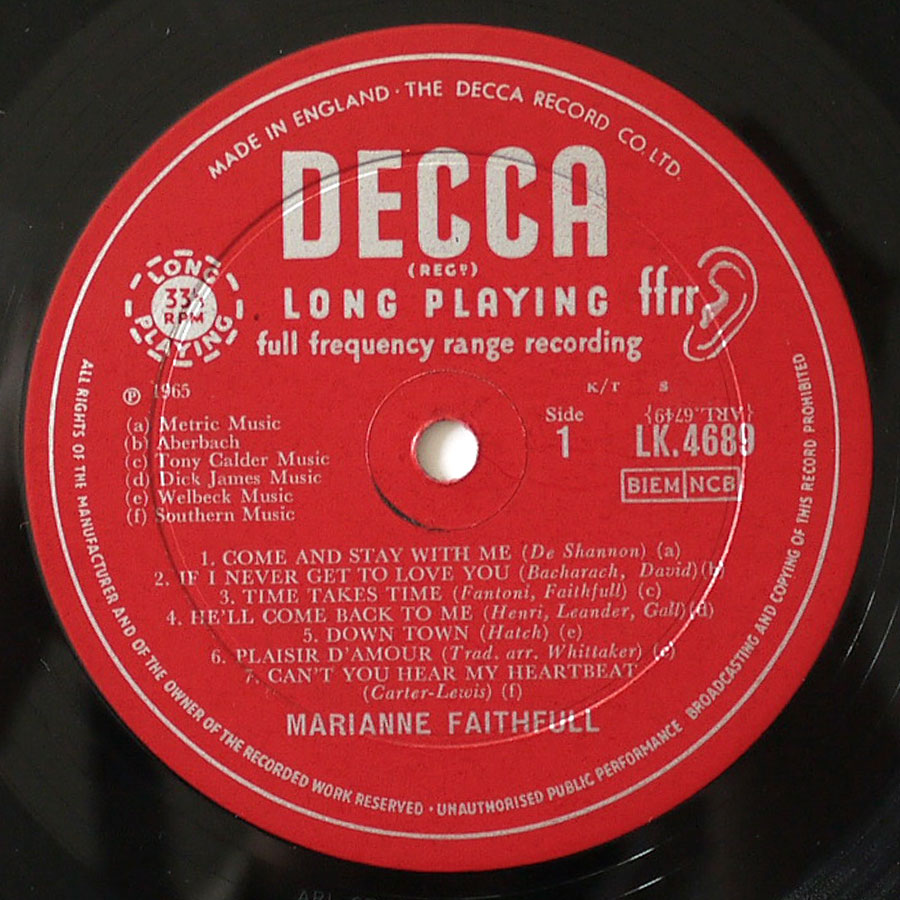 MADE IN ENGLAND · THE DECCA RECORD CO. LTD.
DECCA
(REGD)
LONG PLAYING
33⅓
RPM
LONG PLAYING ffrr
full frequency range recording
Ⓟ 1965
(a) Metric Music
(b) Aberbach
(c) Tony Calder Music
(d) Dick James Music
(e) Welbeck Music
(f) Southern Music
K/T S
Side
1
{ARL.6749}
LK.4689
BIEM NCB
1. COME AND STAY WITH ME (De Shannon) (a)
2. IF I NEVER GET TO LOVE YOU (Bacharach, David) (b)
3. TIME TAKES TIME (Fantoni, Faithfull) (c)
4. HE'LL COME BACK TO ME (Henri, Leander, Gall) (d)
5. DOWN TOWN (Hatch) (e)
6. PLAISIR D'AMOUR (Trad. arr. Whittaker) (c)
7. CAN'T YOU HEAR MY HEARTBEAT
(Carter-Lewis) (f)
MARIANNE FAITHFULL
ALL RIGHTS OF THE MANUFACTURER AND OF THE OWNER OF THE RECORDED WORK RESERVED · UNAUTHORISED PUBLIC PERFORMANCE BROADCASTING AND COPYING OF THIS RECORD PROHIBITED